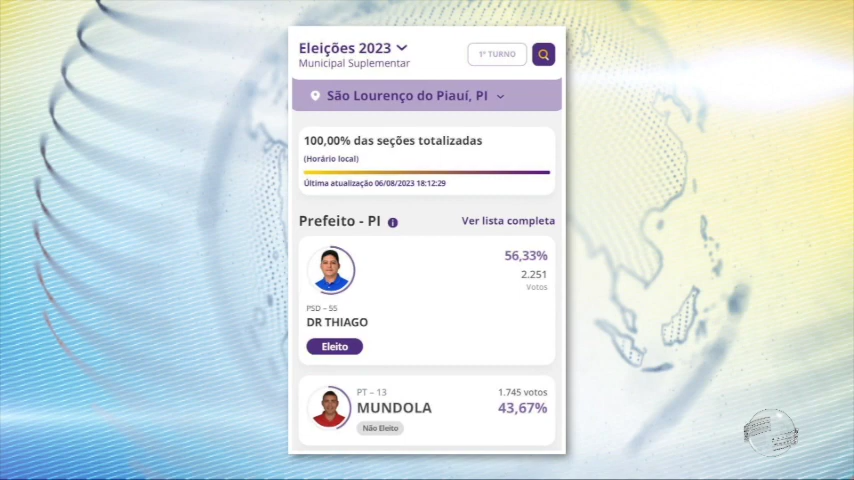 Eleições 2023
1º TURNO
Municipal Suplementar
São Lourenço do Piauí, PI
100,00% das seções totalizadas
(Horário local)
Última atualização 06/08/2023 18:12:29
Prefeito - PI
Ver lista completa
56,33%
2.251
Votos
PSD – 55
DR THIAGO
Eleito
PT – 13
1.745 votos
MUNDOLA
43,67%
Não Eleito